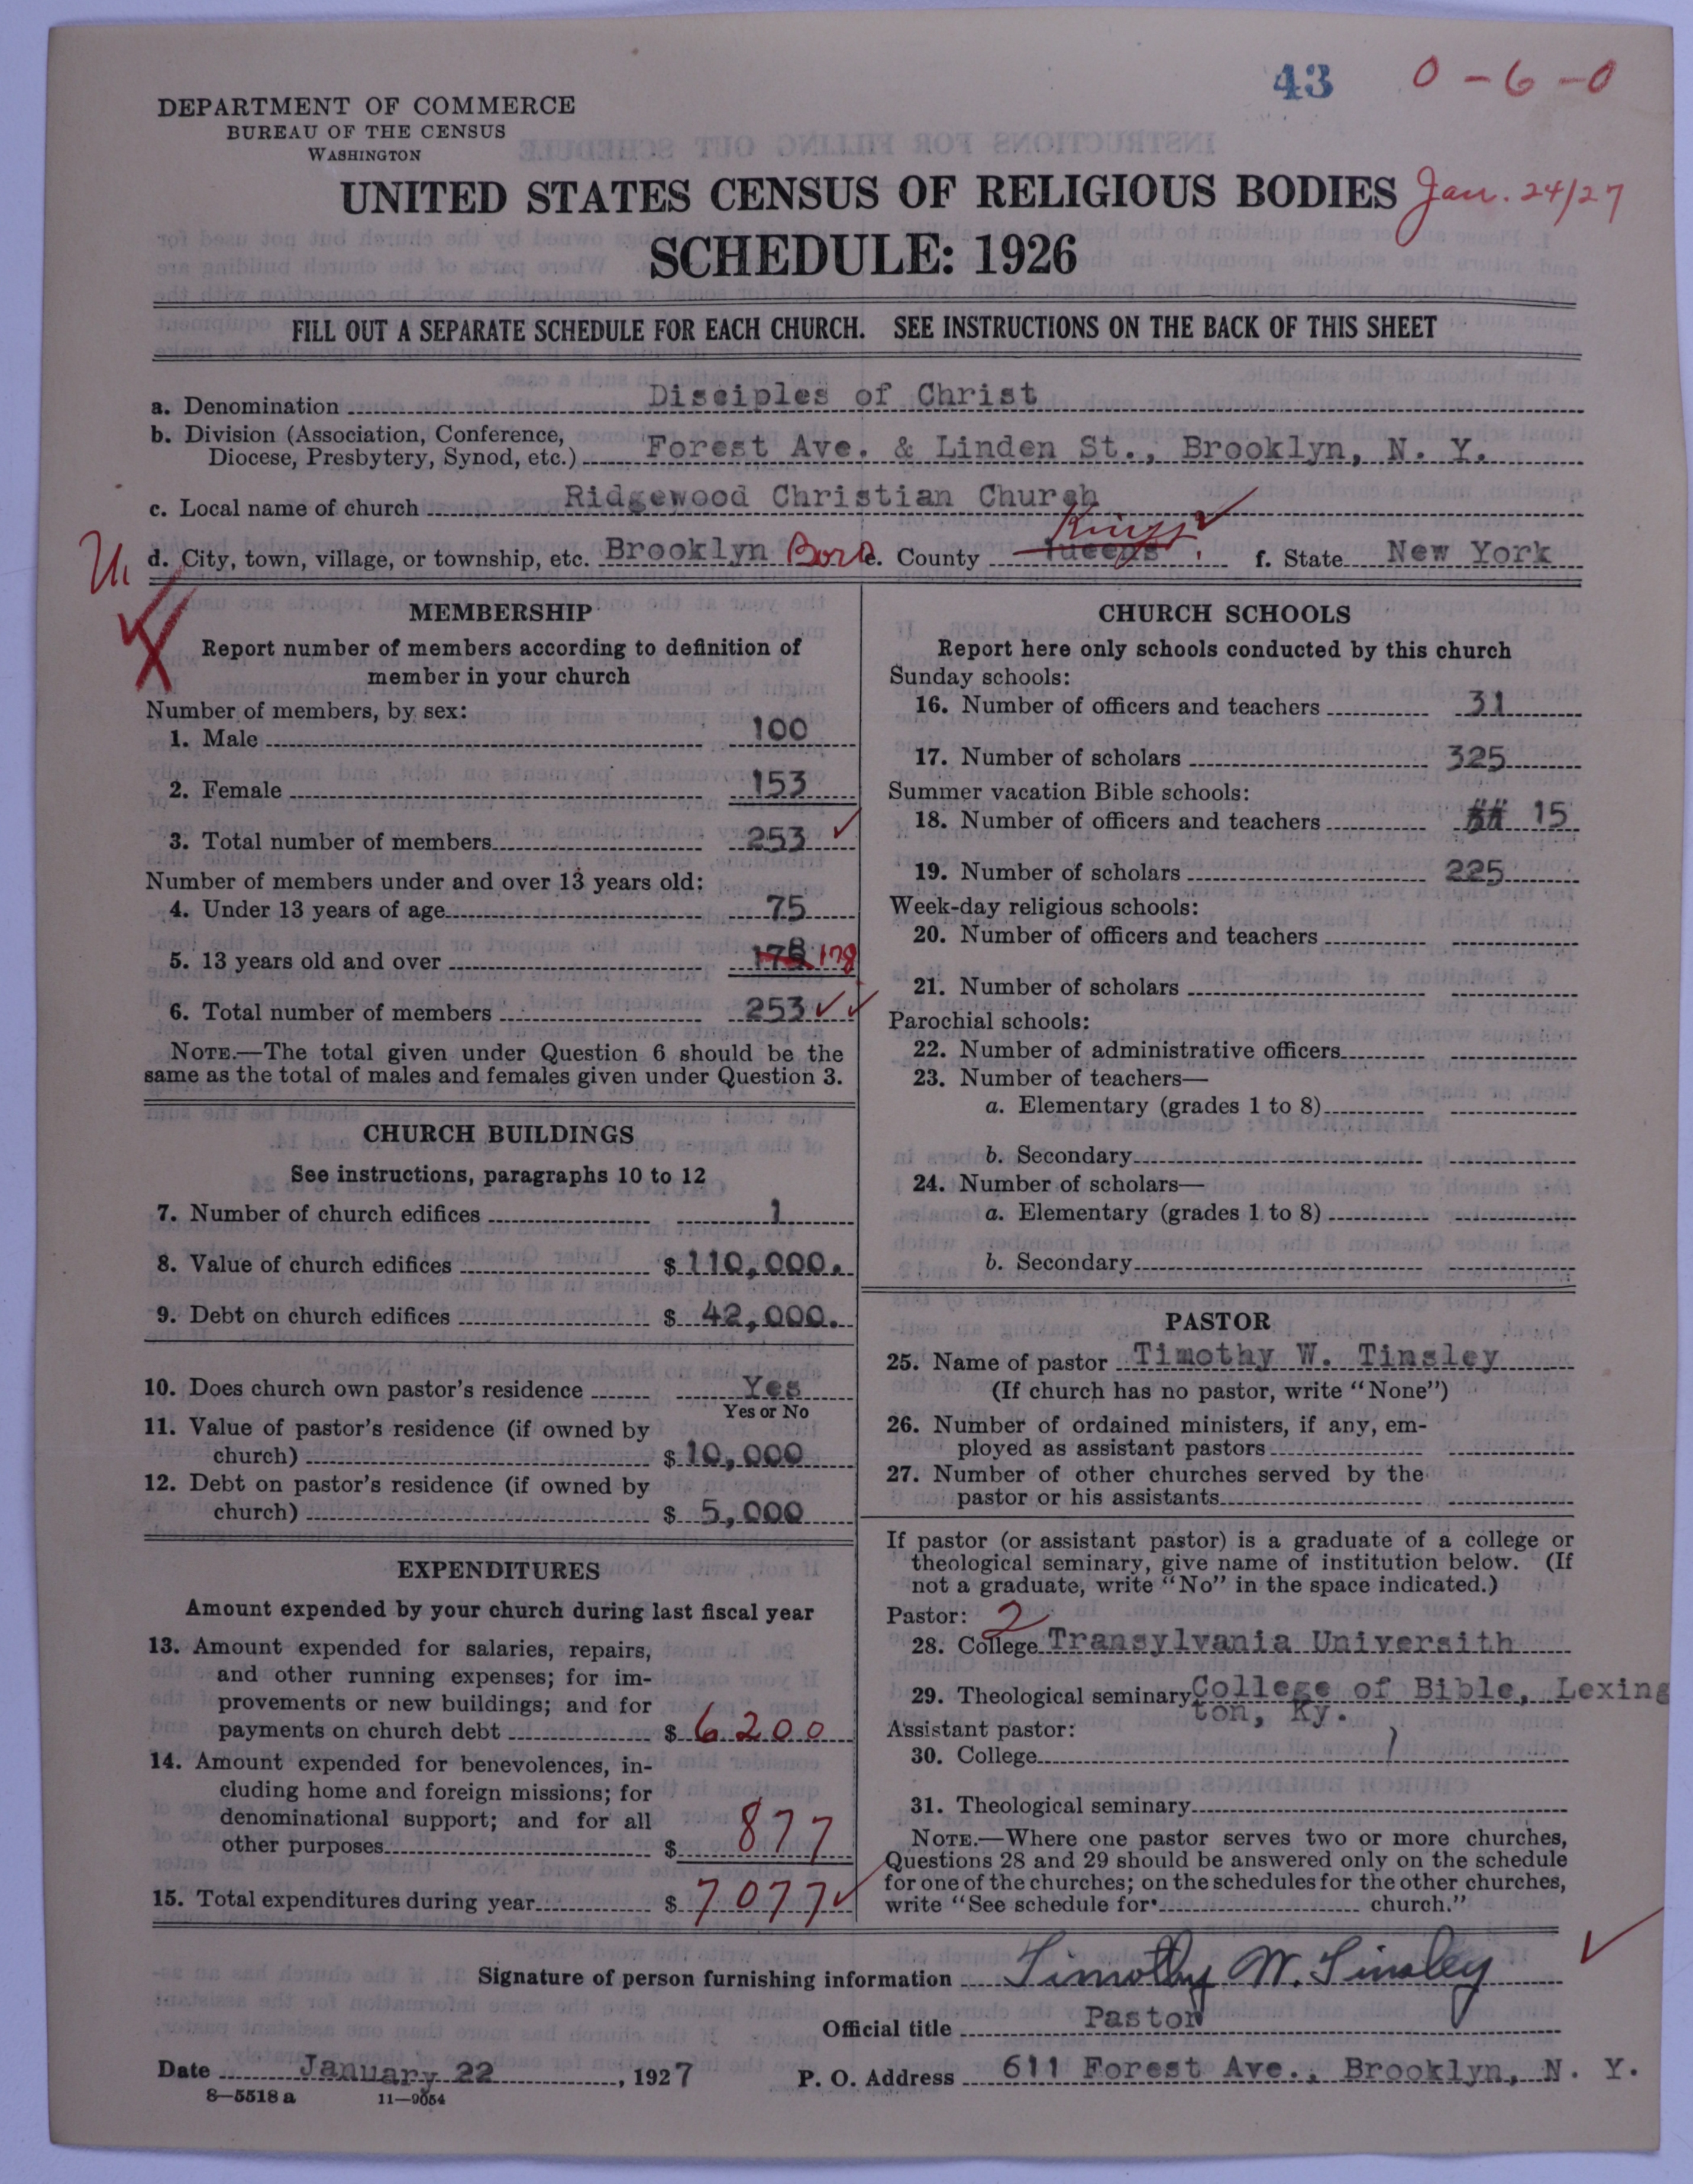 43 0-6-0
DEPARTMENT OF COMMERCE
BUREAU OF THE CENSUS
WASHINGTON
UNITED STATES CENSUS OF RELIGIOUS BODIES Jan. 24/27
SCHEDULE: 1926
FILL OUT A SEPARATE SCHEDULE FOR EACH CHURCH. SEE INSTRUCTIONS ON THE BACK OF THIS SHEET
a. Denomination Disciples of Christ
b. Division (Association, Conference,
Diocese, Presbytery, Synod, etc.) Forest Ave. & Linden St., Brooklyn, N. Y.
c. Local name of church Ridgewood Christian Church
Kings
d. City, town, village, or township, etc. Brooklyn Boro e. County Queens f. State New York
MEMBERSHIP
Report number of members according to definition of
member in your church
Number of members, by sex:
1. Male 100
2. Female 153
3. Total number of members 253
Number of members under and over 13 years old:
4. Under 13 years of age 75
5. 13 years old and over 178 178
6. Total number of members 253
NOTE.—The total given under Question 6 should be the
same as the total of males and females given under Question 3.
CHURCH BUILDINGS
See instructions, paragraphs 10 to 12
7. Number of church edifices 1
8. Value of church edifices $ 110,000.
9. Debt on church edifices $ 42,000.
10. Does church own pastor's residence Yes
Yes or No
11. Value of pastor's residence (if owned by
church) $ 10,000
12. Debt on pastor's residence (if owned by
church) $ 5,000
EXPENDITURES
Amount expended by your church during last fiscal year
13. Amount expended for salaries, repairs,
and other running expenses; for im-
provements or new buildings; and for
payments on church debt $ 6200
14. Amount expended for benevolences, in-
cluding home and foreign missions; for
denominational support; and for all
other purposes $ 877
15. Total expenditures during year $ 7077
CHURCH SCHOOLS
Report here only schools conducted by this church
Sunday schools:
16. Number of officers and teachers 31
17. Number of scholars 325
Summer vacation Bible schools:
18. Number of officers and teachers 15
19. Number of scholars 225
Week-day religious schools:
20. Number of officers and teachers
21. Number of scholars
Parochial schools:
22. Number of administrative officers
23. Number of teachers—
a. Elementary (grades 1 to 8)
b. Secondary
24. Number of scholars—
a. Elementary (grades 1 to 8)
b. Secondary
PASTOR
25. Name of pastor Timothy W. Tinsley
(If church has no pastor, write "None")
26. Number of ordained ministers, if any, em-
ployed as assistant pastors
27. Number of other churches served by the
pastor or his assistants
If pastor (or assistant pastor) is a graduate of a college or
theological seminary, give name of institution below. (If
not a graduate, write "No" in the space indicated.)
Pastor: 2
28. College Transylvania Universith
29. Theological seminary College of Bible, Lexing
ton, Ky.
Assistant pastor:
30. College
31. Theological seminary
NOTE.—Where one pastor serves two or more churches,
Questions 28 and 29 should be answered only on the schedule
for one of the churches; on the schedules for the other churches,
write "See schedule for church."
Signature of person furnishing information Timothy W. Tinsley
Official title Pastor
Date January 22, 1927 P. O. Address 611 Forest Ave., Brooklyn, N. Y.
8—5518 a 11—9054